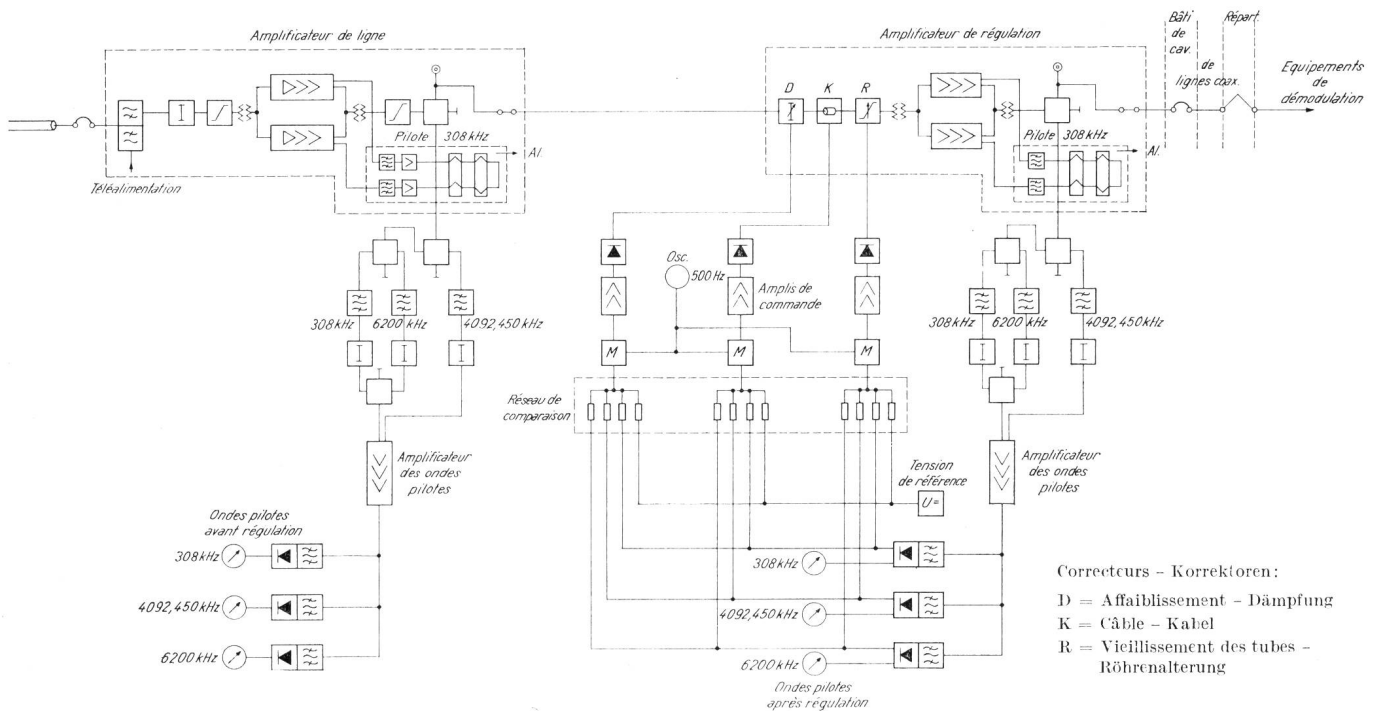 Amplificateur de ligne
Amplificateur de régulation
Bâti
de
cav.
Répart.
de
lignes coax.
Equipements
de
démodulation
D
K
R
Pilote 308 kHz
Al.
Pilote 308 kHz
Al.
Téléalimentation
Osc.
500 Hz
Amplis de
commande
308 kHz
6200 kHz
4092,450 kHz
308 kHz
6200 kHz
4092,450 kHz
M
M
M
Réseau de
comparaison
Amplificateur
des ondes
pilotes
Amplificateur
des ondes
pilotes
Tension
de référence
U=
Ondes pilotes
avant régulation
308 kHz
4092,450 kHz
6200 kHz
308 kHz
4092,450 kHz
6200 kHz
Ondes pilotes
après régulation
Correcteurs – Korrektoren:
D = Affaiblissement – Dämpfung
K = Câble – Kabel
R = Vieillissement des tubes –
Röhrenalterung